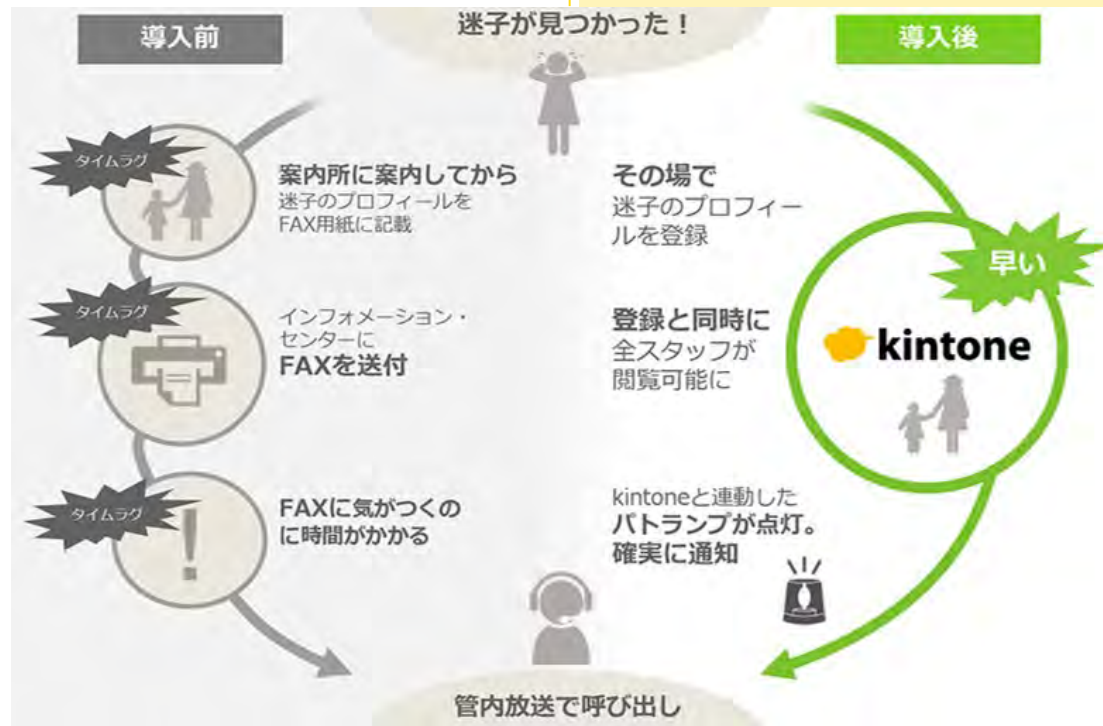 迷子が見つかった！
導入前
タイムラグ
案内所に案内してから
迷子のプロフィールを
FAX用紙に記載
タイムラグ
インフォメーション・
センターに
FAXを送付
タイムラグ
FAXに気がつくの
に時間がかかる
導入後
その場で
迷子のプロフィー
ルを登録
早い
登録と同時に
全スタッフが
閲覧可能に
kintone
kintoneと連動した
パトランプが点灯。
確実に通知
管内放送で呼び出し